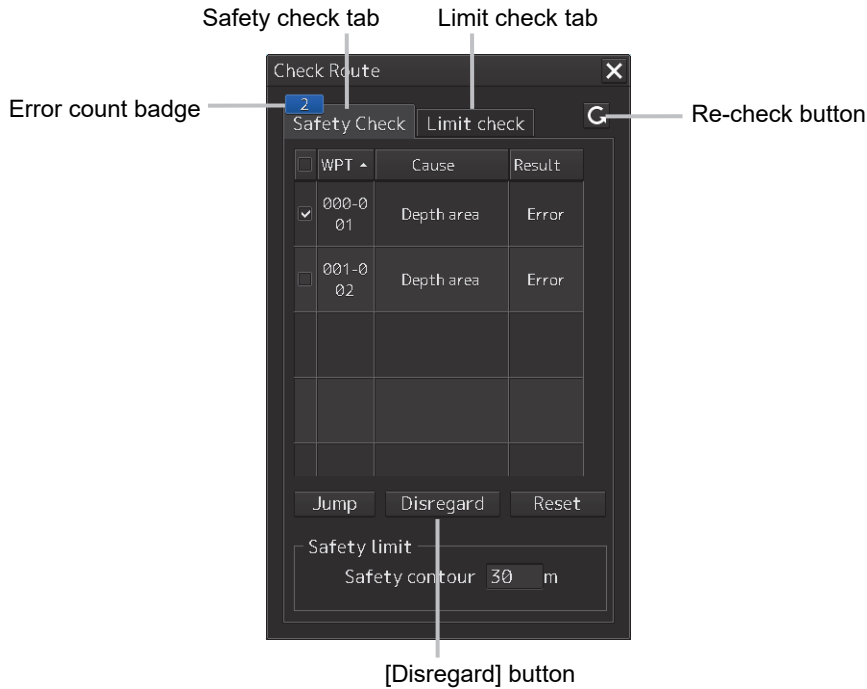 Safety check tab Limit check tab
Check Route
Error count badge
2
Re-check button
Safety Check Limit check
WPT Cause Result
000-0
01
Depth area Error
001-0
02
Depth area Error
Jump Disregard Reset
Safety limit
Safety contour 30 m
[Disregard] button